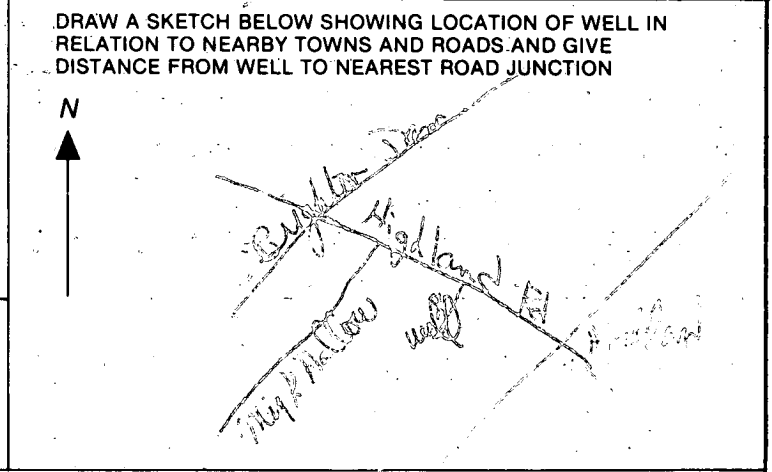 DRAW A SKETCH BELOW SHOWING LOCATION OF WELL IN
RELATION TO NEARBY TOWNS AND ROADS AND GIVE
DISTANCE FROM WELL TO NEAREST ROAD JUNCTION
N
Brighton
Highland
well